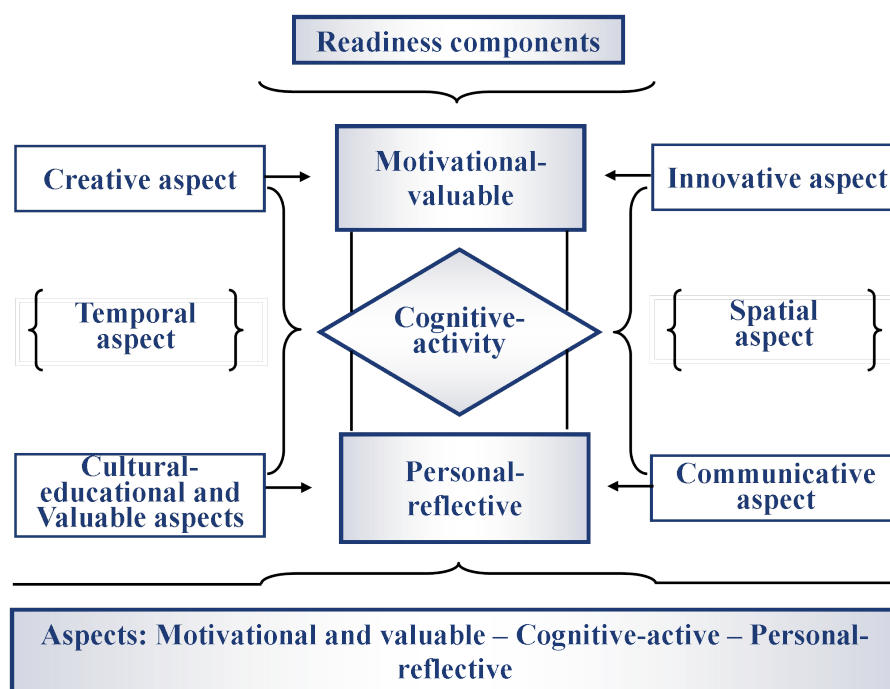 Readiness components
Creative aspect
Motivational-
valuable
Innovative aspect
Temporal
aspect
Cognitive-
activity
Spatial
aspect
Cultural-
educational and
Valuable aspects
Personal-
reflective
Communicative
aspect
Aspects: Motivational and valuable – Cognitive-active – Personal-
reflective